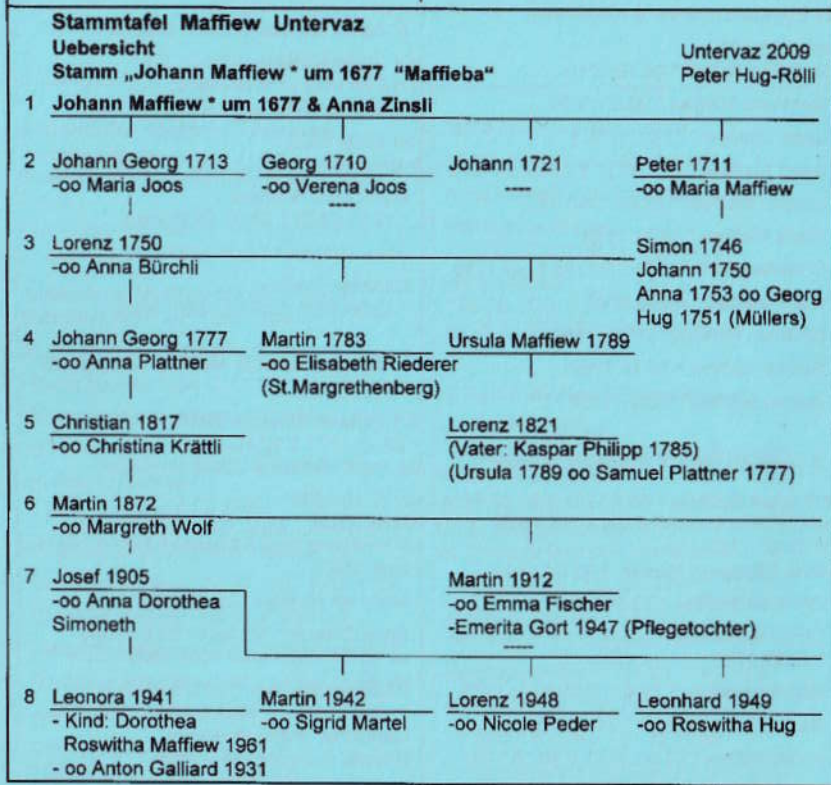 Stammtafel Maffiew Untervaz
Uebersicht
Stamm „Johann Maffiew * um 1677 "Maffieba"
Untervaz 2009
Peter Hug-Rölli
1 Johann Maffiew * um 1677 & Anna Zinsli
2 Johann Georg 1713 Georg 1710 Johann 1721 Peter 1711
-oo Maria Joos -oo Verena Joos ---- -oo Maria Maffiew
----
3 Lorenz 1750 Simon 1746
-oo Anna Bürchli Johann 1750
Anna 1753 oo Georg
Hug 1751 (Müllers)
4 Johann Georg 1777 Martin 1783 Ursula Maffiew 1789
-oo Anna Plattner -oo Elisabeth Riederer
(St.Margrethenberg)
5 Christian 1817 Lorenz 1821
-oo Christina Krättli (Vater: Kaspar Philipp 1785)
(Ursula 1789 oo Samuel Plattner 1777)
6 Martin 1872
-oo Margreth Wolf
7 Josef 1905 Martin 1912
-oo Anna Dorothea -oo Emma Fischer
Simoneth -Emerita Gort 1947 (Pflegetochter)
----
8 Leonora 1941 Martin 1942 Lorenz 1948 Leonhard 1949
- Kind: Dorothea -oo Sigrid Martel -oo Nicole Peder -oo Roswitha Hug
Roswitha Maffiew 1961
- oo Anton Galliard 1931